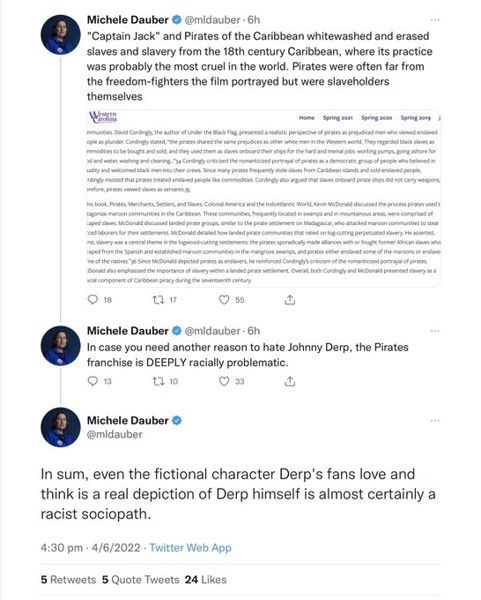 Michele Dauber @mldauber · 6h
"Captain Jack" and Pirates of the Caribbean whitewashed and erased
slaves and slavery from the 18th century Caribbean, where its practice
was probably the most cruel in the world. Pirates were often far from
the freedom-fighters the film portrayed but were slaveholders
themselves
Western Carolina
Home Spring 2021 Spring 2020 Spring 2019
mmunities. David Cordingly, the author of Under the Black Flag, presented a realistic perspective of pirates as prejudiced men who viewed enslaved
ople as plunder. Cordingly stated, "the pirates shared the same prejudices as other white men in the Western world. They regarded black slaves as
mmodities to be bought and sold, and they used them as slaves onboard their ships for the hard and menial jobs: working pumps, going ashore for
od and water, washing and cleaning.."34 Cordingly criticized the romanticized portrayal of pirates as a democratic group of people who believed in
uality and welcomed black men into their crews. Since many pirates frequently stole slaves from Caribbean islands and sold enslaved people,
rdingly insisted that pirates treated enslaved people like commodities. Cordingly also argued that slaves onboard pirate ships did not carry weapons;
erefore, pirates viewed slaves as servants.35
his book, Pirates, Merchants, Settlers, and Slaves: Colonial America and the IndoAtlantic World, Kevin McDonald discussed the process pirates
tagonize maroon communities in the Caribbean. These communities, frequently located in swamps and in mountainous areas, were comprised of
caped slaves. McDonald discussed landed pirate groups, similar to the pirate settlement on Madagascar, who attacked maroon communities to steal
ced laborers for their settlements. McDonald detailed how landed pirate communities that relied on log-cutting perpetuated slavery. He asserted,
rst, slavery was a central theme in the logwood-cutting settlements: the pirates sporadically made alliances with or fought former African slaves who
caped from the Spanish and established maroon communities in the mangrove swamps, and pirates either enslaved some of the maroons or enslave
me of the natives."36 Since McDonald depicted pirates as enslavers, he reinforced Cordingly's criticism of the romanticized portrayal of pirates.
Donald also emphasized the importance of slavery within a landed pirate settlement. Overall, both Cordingly and McDonald presented slavery as a
cial component of Caribbean piracy during the seventeenth century.
18 17 55
Michele Dauber @mldauber · 6h
In case you need another reason to hate Johnny Derp, the Pirates
franchise is DEEPLY racially problematic.
13 10 33
Michele Dauber
@mldauber
In sum, even the fictional character Derp's fans love and
think is a real depiction of Derp himself is almost certainly a
racist sociopath.
4:30 pm · 4/6/2022 · Twitter Web App
5 Retweets 5 Quote Tweets 24 Likes